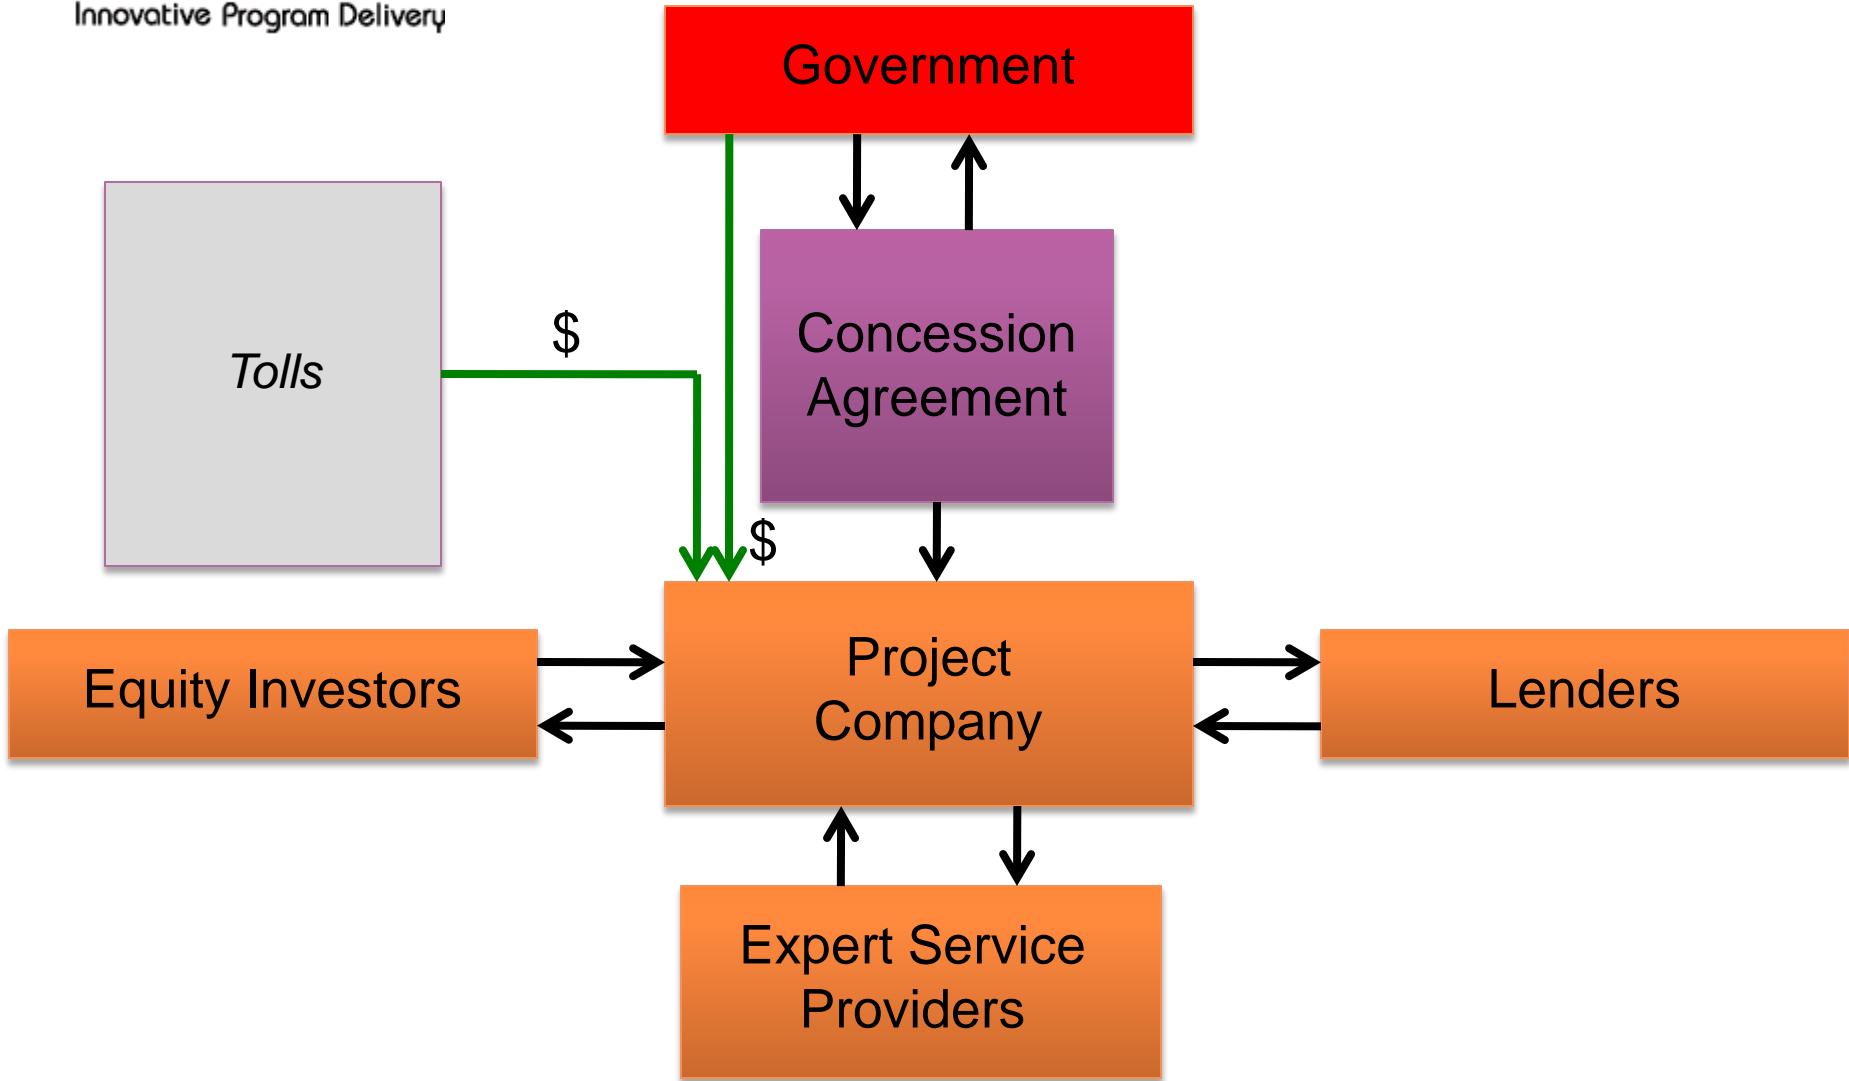 Innovative Program Delivery
Government
Tolls
$
Concession
Agreement
$
Equity Investors
Project
Company
Lenders
Expert Service
Providers